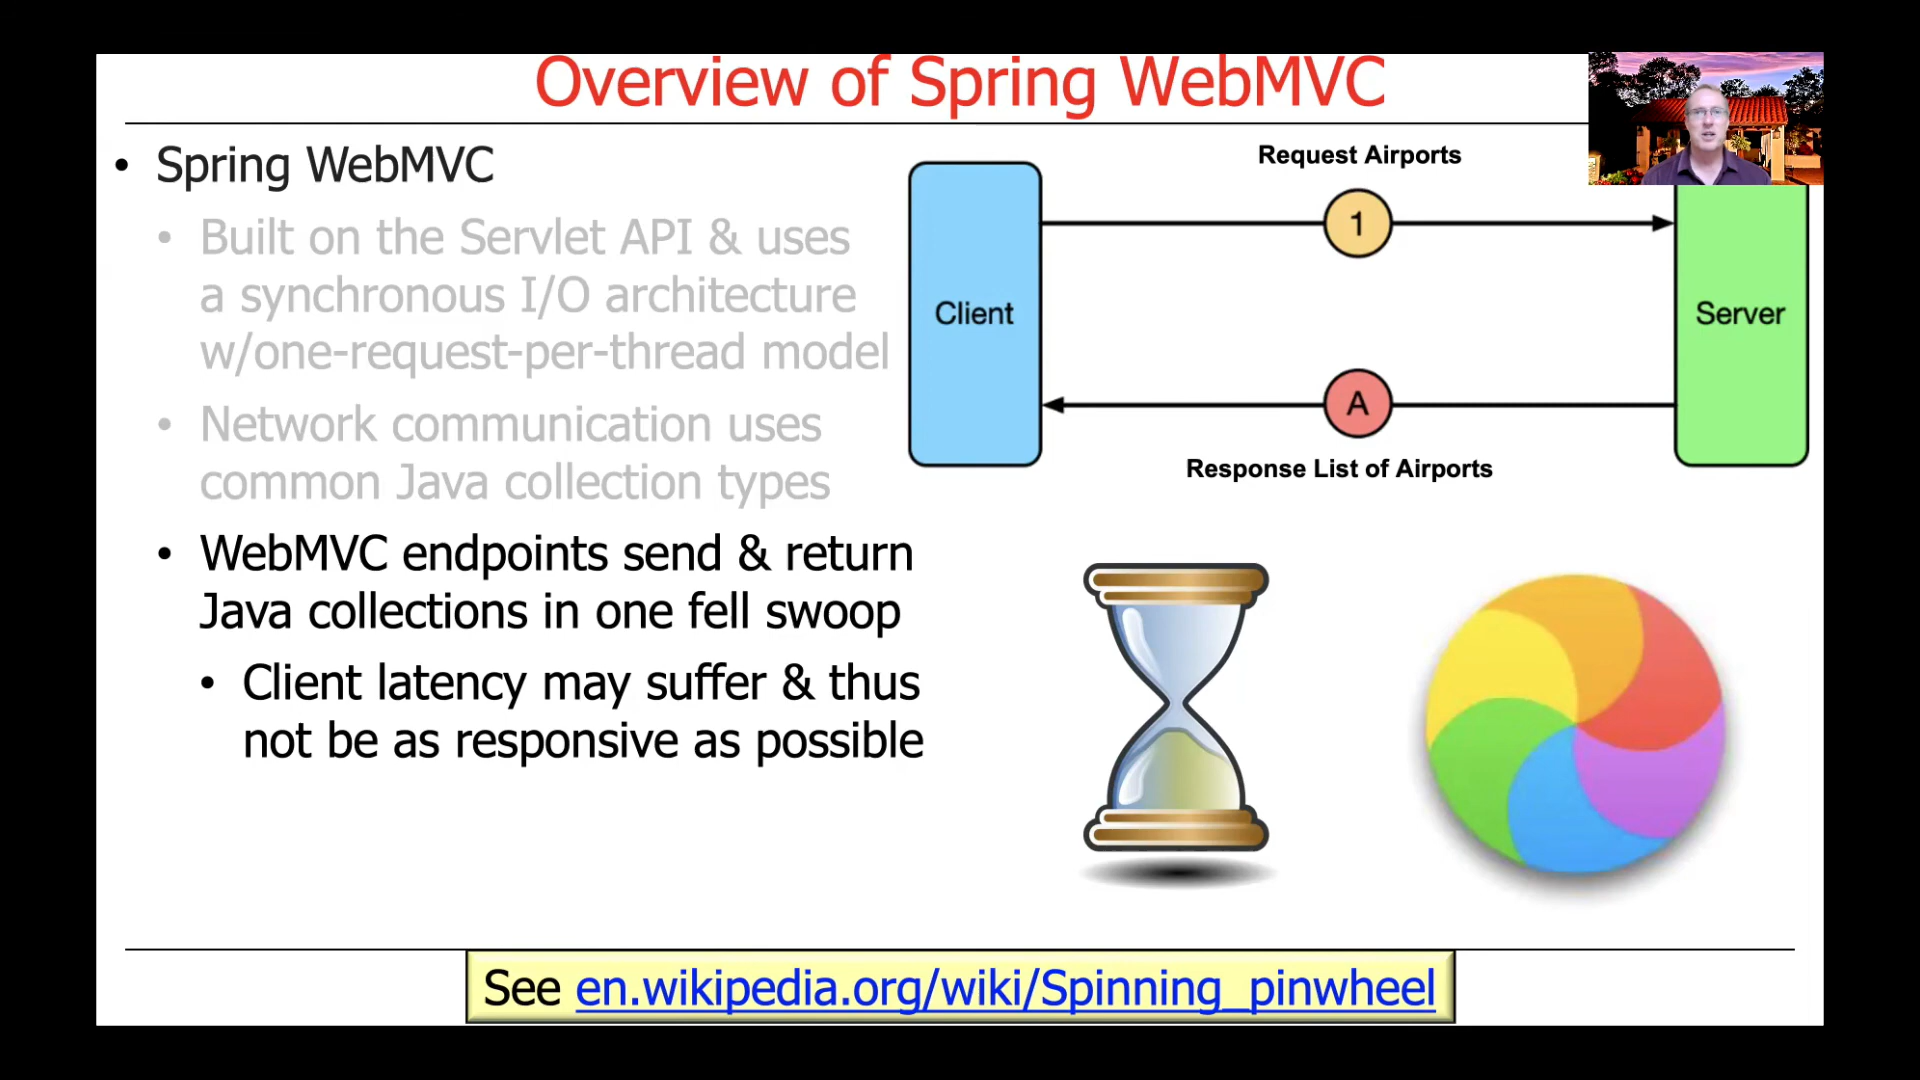 Overview of Spring WebMVC
• Spring WebMVC
• Built on the Servlet API & uses
a synchronous I/O architecture
w/one-request-per-thread model
• Network communication uses
common Java collection types
• WebMVC endpoints send & return
Java collections in one fell swoop
• Client latency may suffer & thus
not be as responsive as possible
Request Airports
1
Client
Server
A
Response List of Airports
See en.wikipedia.org/wiki/Spinning_pinwheel